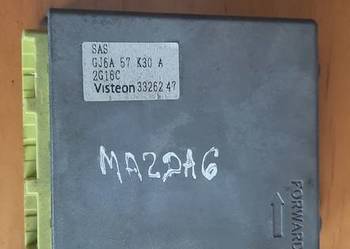 SAS
GJ6A 57 K30 A
2G16C
Visteon 33262 47
MAZDA6
FORWARD